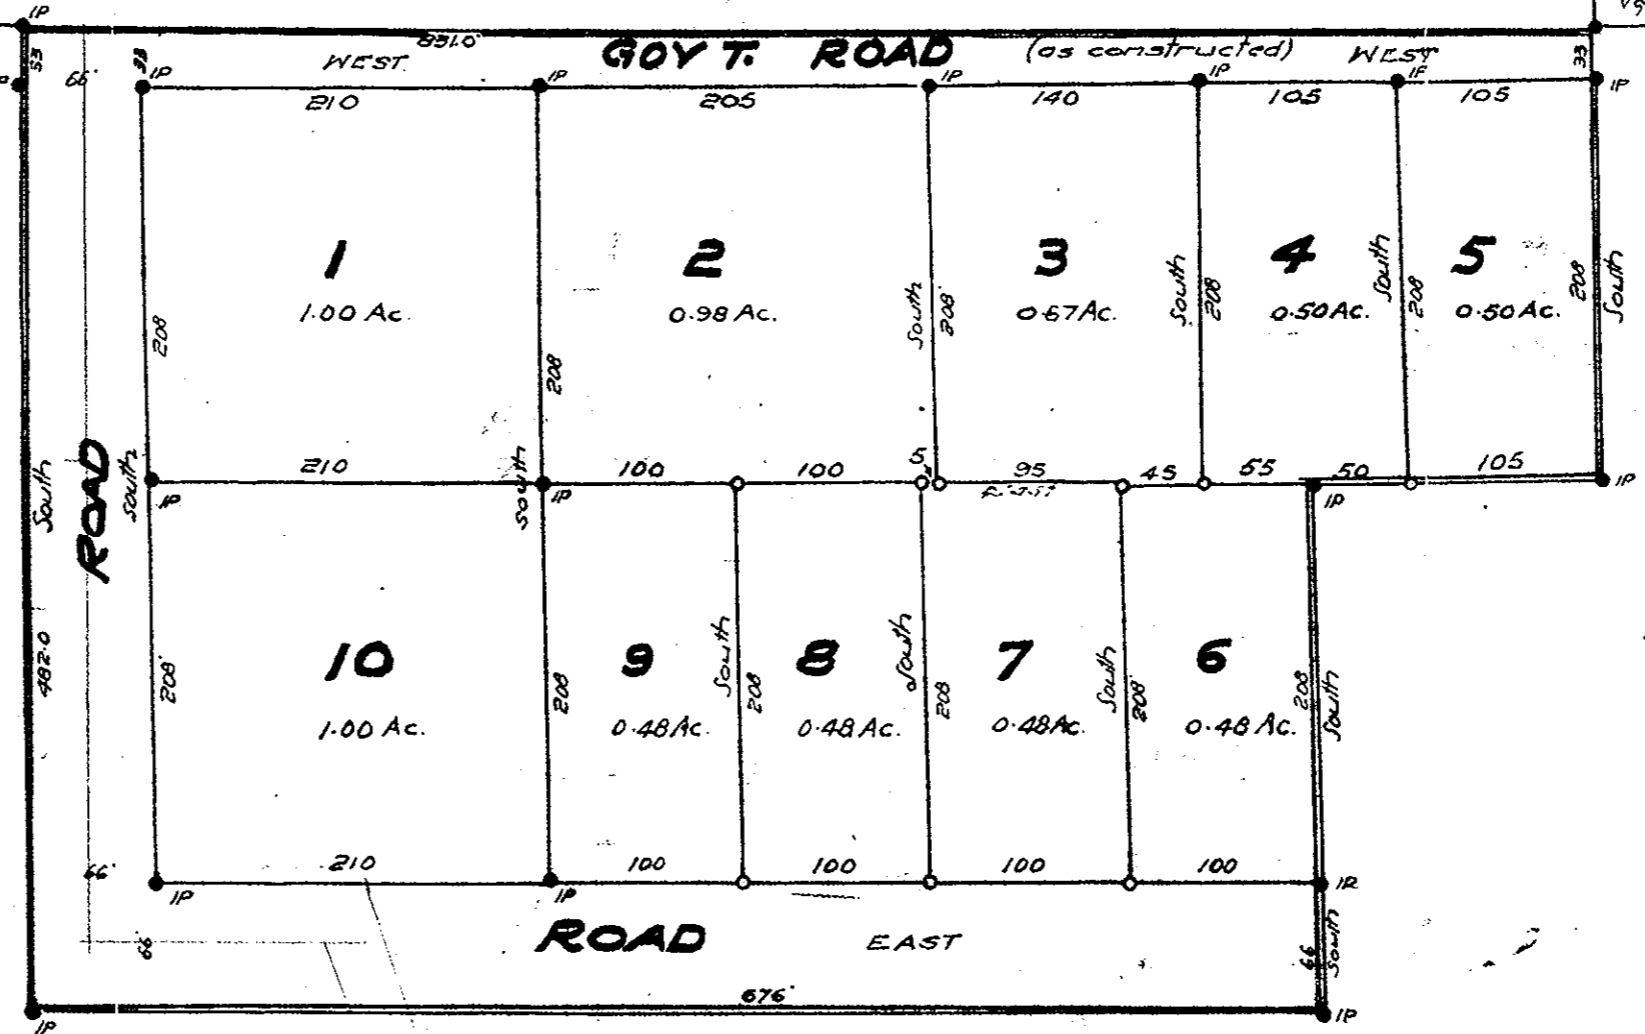 IP
831.0'
GOV'T. ROAD (as constructed)
WEST. WEST
33 33 33
66' IP IP IP IP IP IP
210 205 140 105 105
1 2 3 4 5
1.00 Ac. 0.98 Ac. 0.67 Ac. 0.50 Ac. 0.50 Ac.
208 208 South 208' South 208 South 208 208 South
South ROAD South South
210 100 100 5 95 45 55 50 105
IP IP IP IP
482.0
10 9 8 7 6
1.00 Ac. 0.48 Ac. 0.48 Ac. 0.48 Ac. 0.48 Ac.
208' 208 South 208 South 208 South 208' 208 South
66' 210 100 100 100 100
IP IP IP
66' ROAD EAST 66 South
676'
IP IP